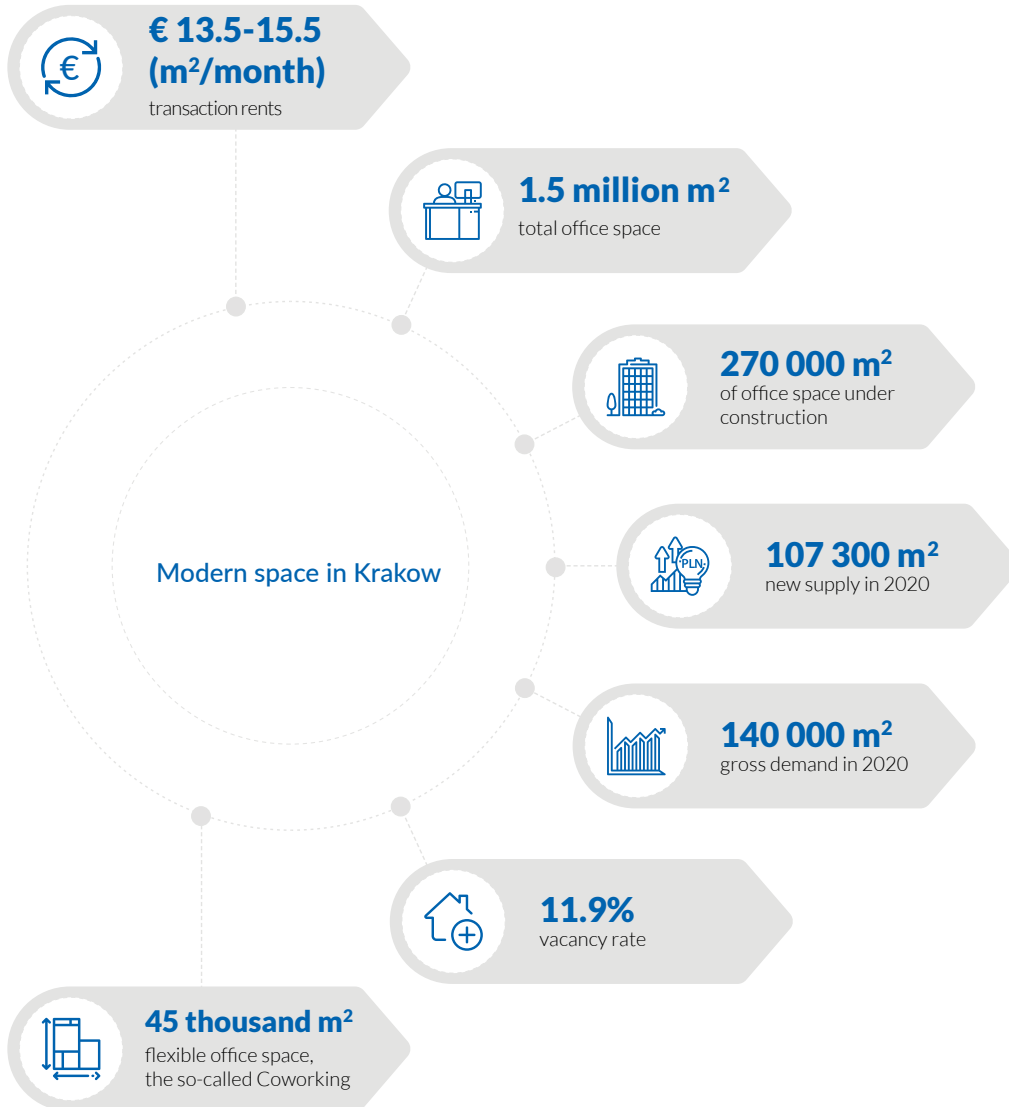 € 13.5-15.5
(m²/month)
transaction rents
€
1.5 million m²
total office space
270 000 m²
of office space under
construction
PLN
107 300 m²
new supply in 2020
Modern space in Krakow
140 000 m²
gross demand in 2020
11.9%
vacancy rate
45 thousand m²
flexible office space,
the so-called Coworking